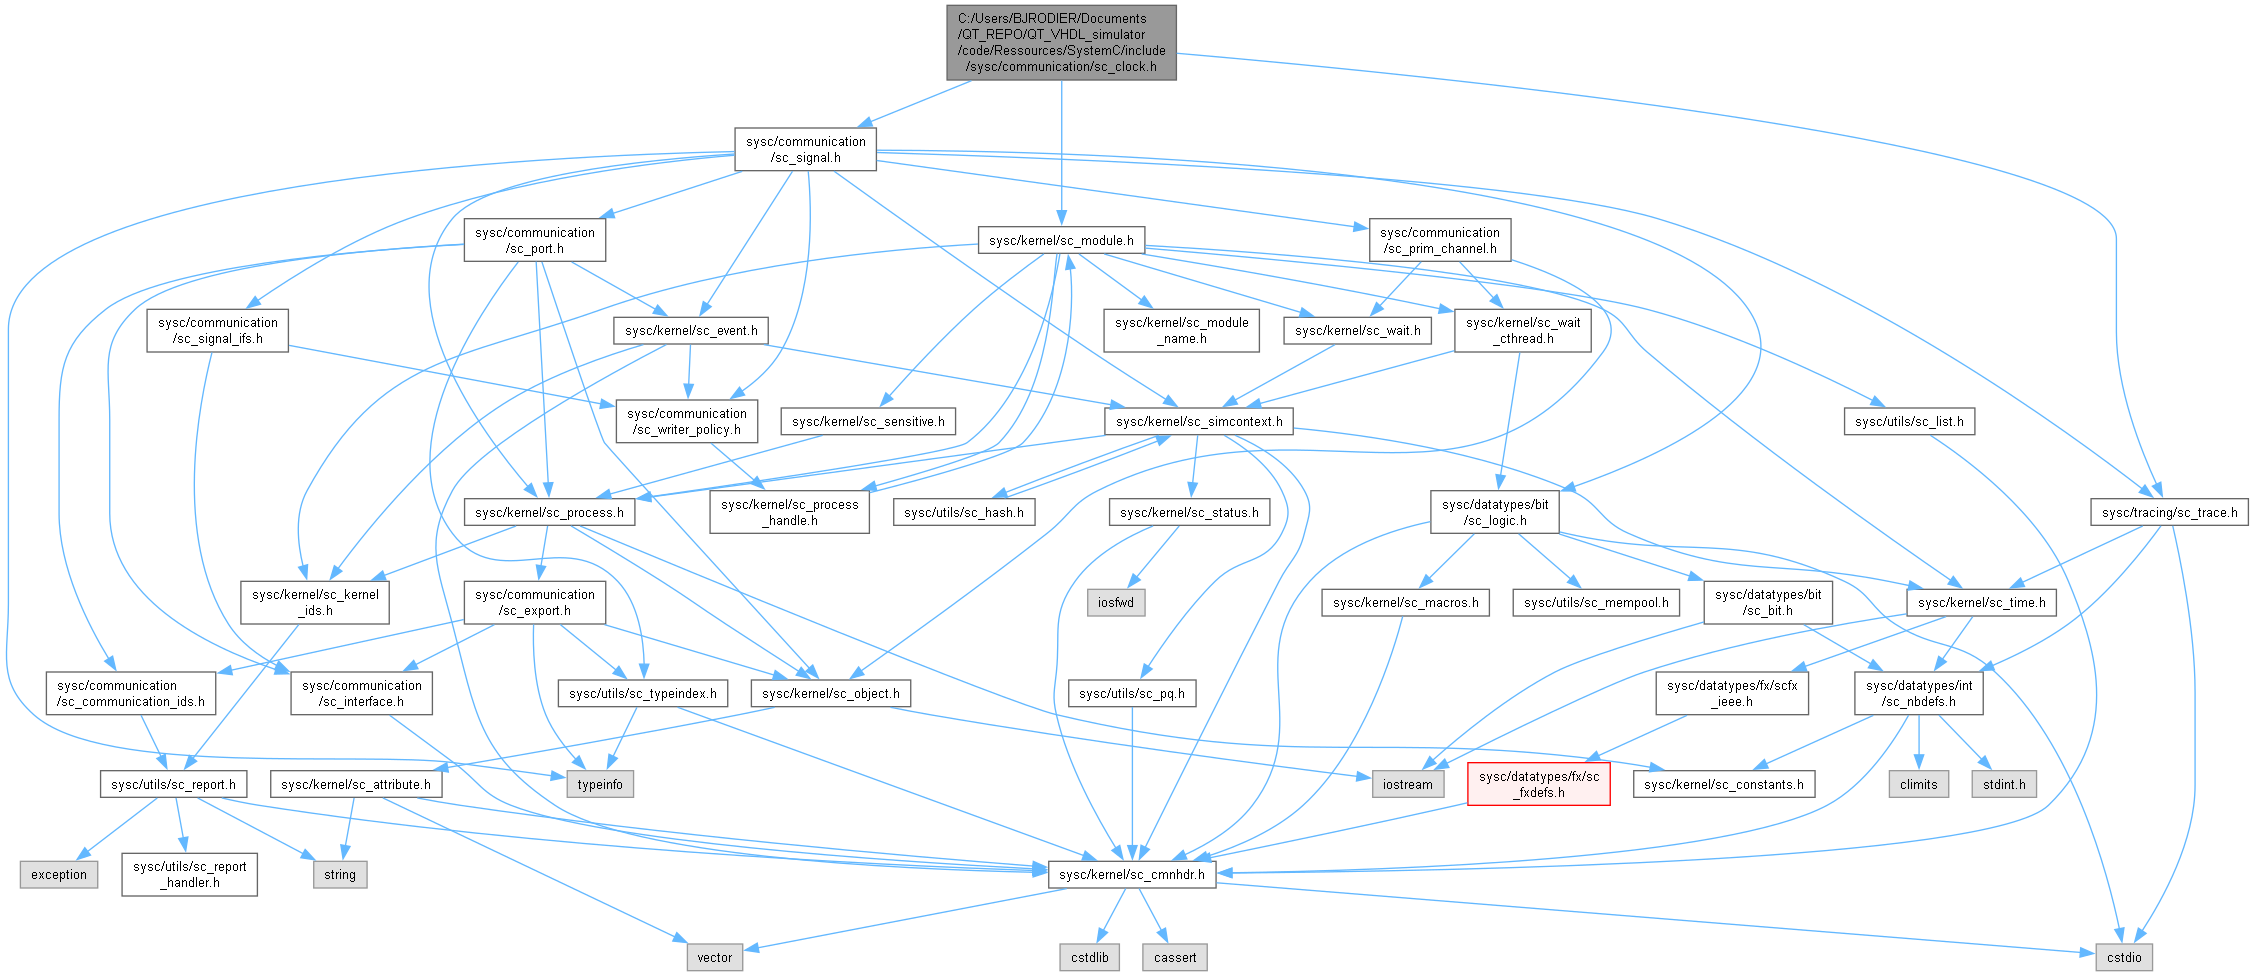 C:/Users/BJRODIER/Documents
/QT_REPO/QT_VHDL_simulator
/code/Ressources/SystemC/include
/sysc/communication/sc_clock.h
sysc/communication
/sc_signal.h
sysc/communication
/sc_port.h
sysc/kernel/sc_module.h
sysc/communication
/sc_prim_channel.h
sysc/communication
/sc_signal_ifs.h
sysc/kernel/sc_event.h
sysc/kernel/sc_module
_name.h
sysc/kernel/sc_wait.h
sysc/kernel/sc_wait
_cthread.h
sysc/communication
/sc_writer_policy.h
sysc/kernel/sc_sensitive.h
sysc/kernel/sc_simcontext.h
sysc/utils/sc_list.h
sysc/kernel/sc_process.h
sysc/kernel/sc_process
_handle.h
sysc/utils/sc_hash.h
sysc/kernel/sc_status.h
sysc/datatypes/bit
/sc_logic.h
sysc/tracing/sc_trace.h
sysc/kernel/sc_kernel
_ids.h
sysc/communication
/sc_export.h
iosfwd
sysc/kernel/sc_macros.h
sysc/utils/sc_mempool.h
sysc/datatypes/bit
/sc_bit.h
sysc/kernel/sc_time.h
sysc/communication
/sc_communication_ids.h
sysc/communication
/sc_interface.h
sysc/utils/sc_typeindex.h
sysc/kernel/sc_object.h
sysc/utils/sc_pq.h
sysc/datatypes/fx/scfx
_ieee.h
sysc/datatypes/int
/sc_nbdefs.h
sysc/utils/sc_report.h
sysc/kernel/sc_attribute.h
typeinfo
iostream
sysc/datatypes/fx/sc
_fxdefs.h
sysc/kernel/sc_constants.h
climits
stdint.h
exception
sysc/utils/sc_report
_handler.h
string
sysc/kernel/sc_cmnhdr.h
vector
cstdlib
cassert
cstdio